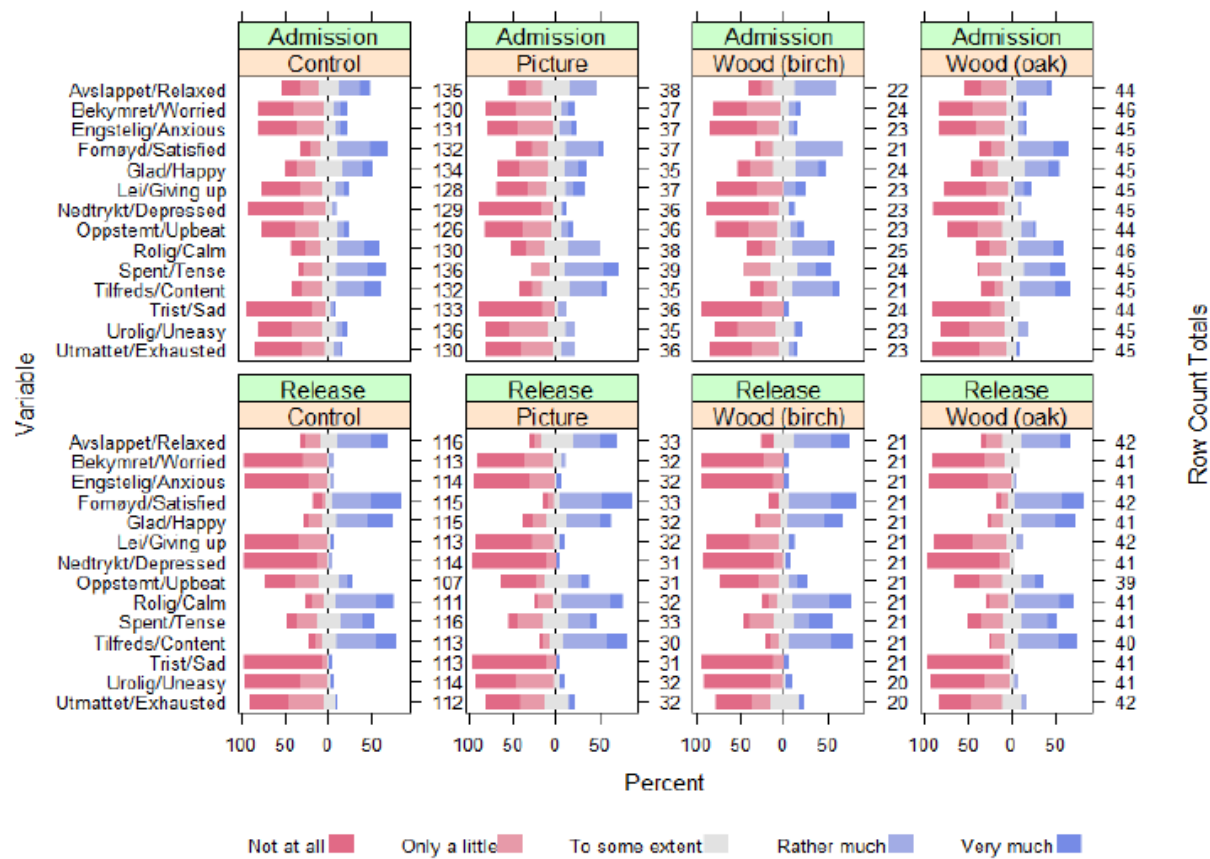 Admission Admission Admission Admission
Control Picture Wood (birch) Wood (oak)
Avslappet/Relaxed 135 38 22 44
Bekymret/Worried 130 37 24 46
Engstelig/Anxious 131 37 23 45
Fornøyd/Satisfied 132 37 21 45
Glad/Happy 134 35 24 45
Lei/Giving up 128 37 23 45
Nedtrykt/Depressed 129 36 23 45
Oppstemt/Upbeat 126 36 23 44
Rolig/Calm 130 38 25 46
Spent/Tense 136 39 24 45
Tilfreds/Content 132 35 21 45
Trist/Sad 133 36 24 44
Urolig/Uneasy 136 35 23 45
Utmattet/Exhausted 130 36 23 45
Variable
Row Count Totals
Release Release Release Release
Control Picture Wood (birch) Wood (oak)
Avslappet/Relaxed 116 33 21 42
Bekymret/Worried 113 32 21 41
Engstelig/Anxious 114 32 21 41
Fornøyd/Satisfied 115 33 21 42
Glad/Happy 115 32 21 41
Lei/Giving up 113 32 21 42
Nedtrykt/Depressed 114 31 21 41
Oppstemt/Upbeat 107 31 21 39
Rolig/Calm 111 32 21 41
Spent/Tense 116 33 21 41
Tilfreds/Content 113 30 21 40
Trist/Sad 113 31 21 41
Urolig/Uneasy 114 32 20 41
Utmattet/Exhausted 112 32 20 42
100 50 0 50 100 50 0 50 100 50 0 50 100 50 0 50
Percent
Not at all Only a little To some extent Rather much Very much